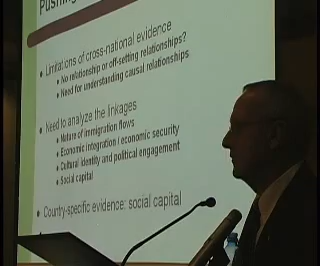 Pushing
• Limitations of cross-national evidence
• No relationship or off-setting relationships?
• Need for understanding causal relationships
• Need to analyze the linkages
• Nature of immigration flows
• Economic integration / economic security
• Cultural identity and political engagement
• Social capital
• Country-specific evidence: social capital